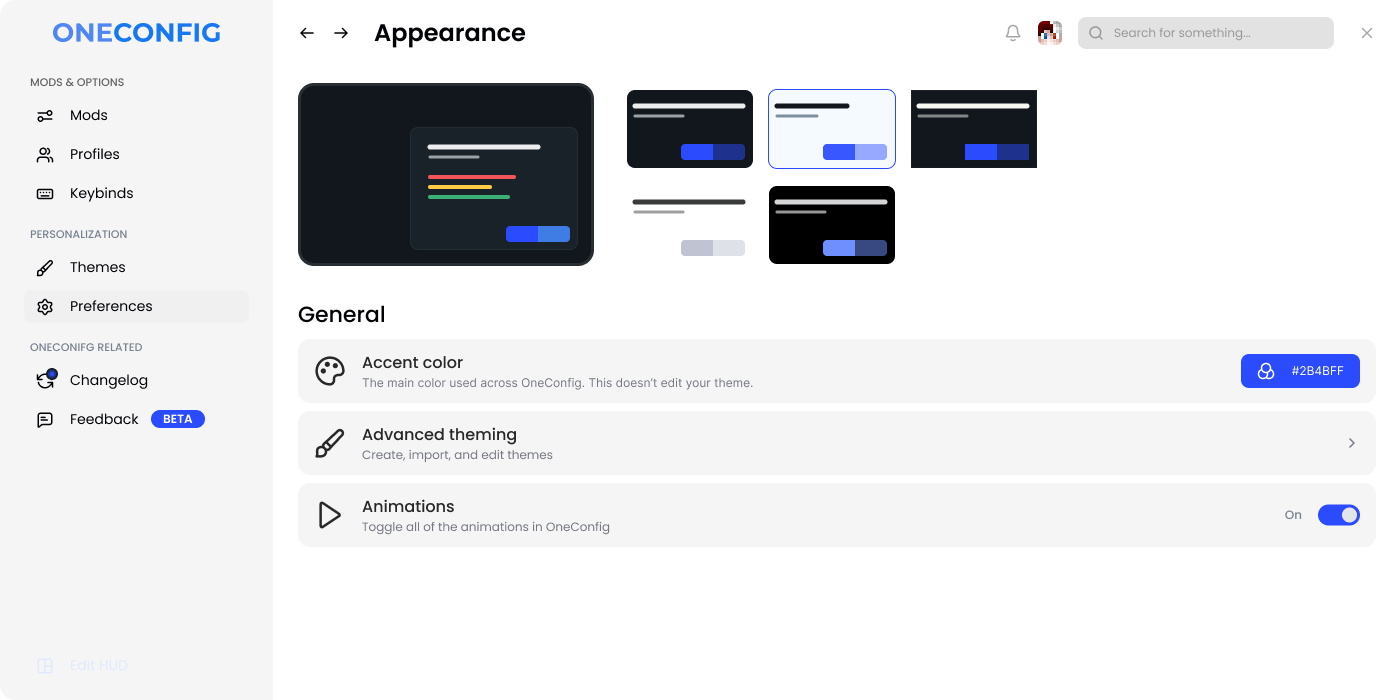 ONECONFIG
MODS & OPTIONS
Mods
Profiles
Keybinds
PERSONALIZATION
Themes
Preferences
ONECONIFG RELATED
Changelog
Feedback BETA
Edit HUD
Appearance
Search for something...
General
Accent color
The main color used across OneConfig. This doesn't edit your theme.
#2B4BFF
Advanced theming
Create, import, and edit themes
Animations
Toggle all of the animations in OneConfig
On